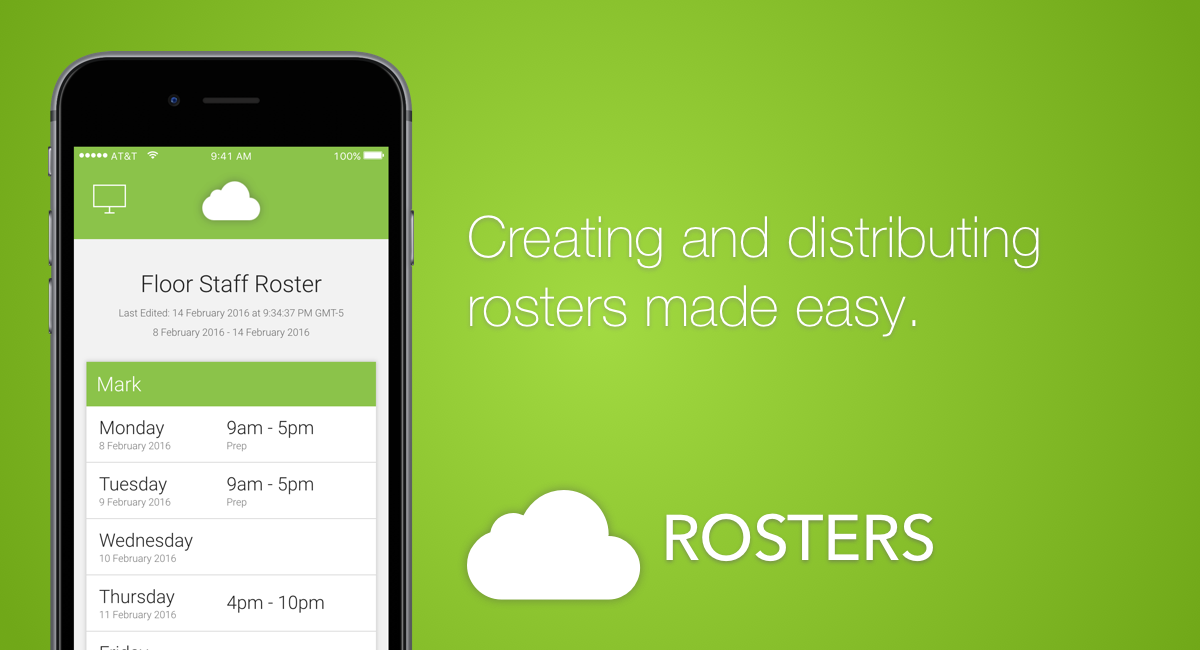 AT&T 9:41 AM 100%
Floor Staff Roster
Last Edited: 14 February 2016 at 9:34:37 PM GMT-5
8 February 2016 - 14 February 2016
Mark
Monday 9am - 5pm
8 February 2016 Prep
Tuesday 9am - 5pm
9 February 2016 Prep
Wednesday
10 February 2016
Thursday 4pm - 10pm
11 February 2016
Creating and distributing
rosters made easy.
ROSTERS